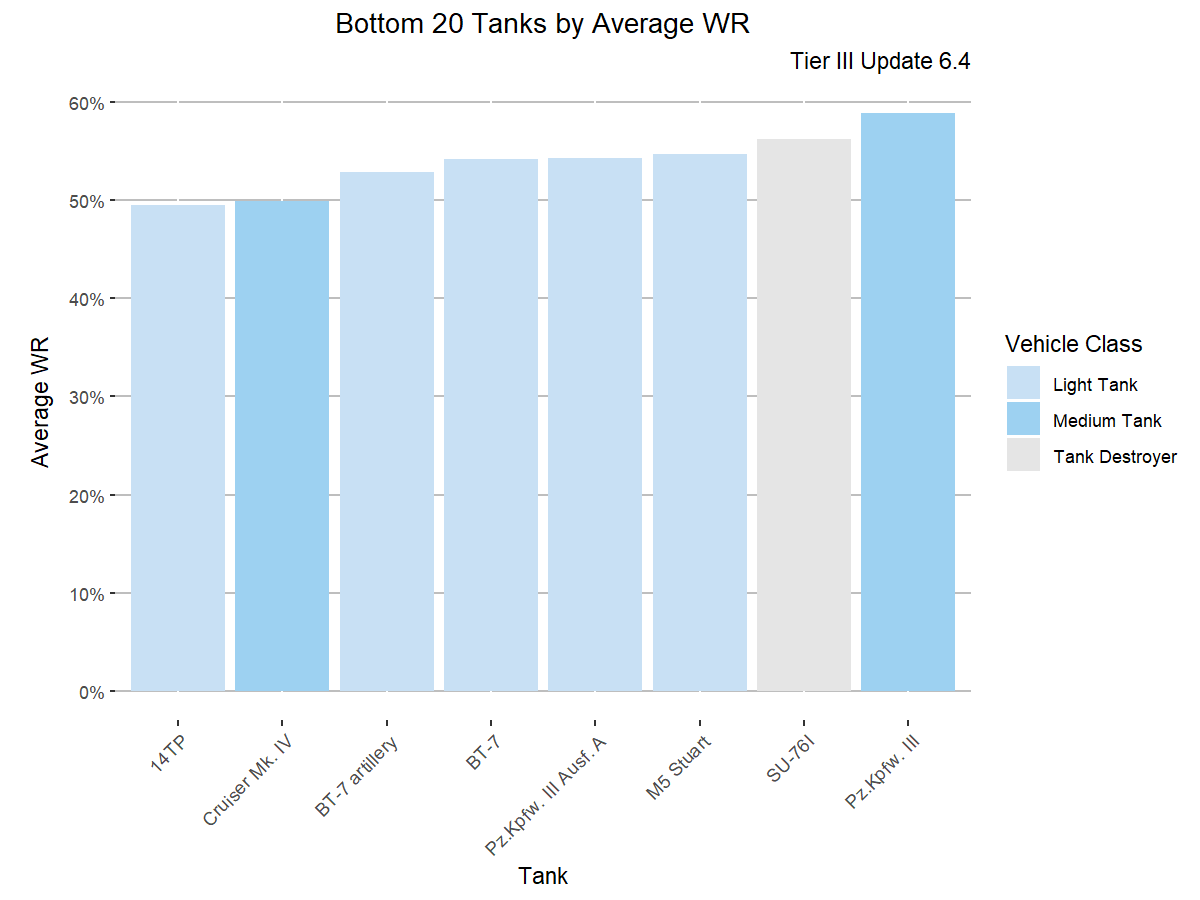 Bottom 20 Tanks by Average WR
Tier III Update 6.4
60%
50%
40%
30%
20%
10%
0%
Average WR
14TP
Cruiser Mk. IV
BT-7 artillery
BT-7
Pz.Kpfw. III Ausf. A
M5 Stuart
SU-76I
Pz.Kpfw. III
Tank
Vehicle Class
Light Tank
Medium Tank
Tank Destroyer